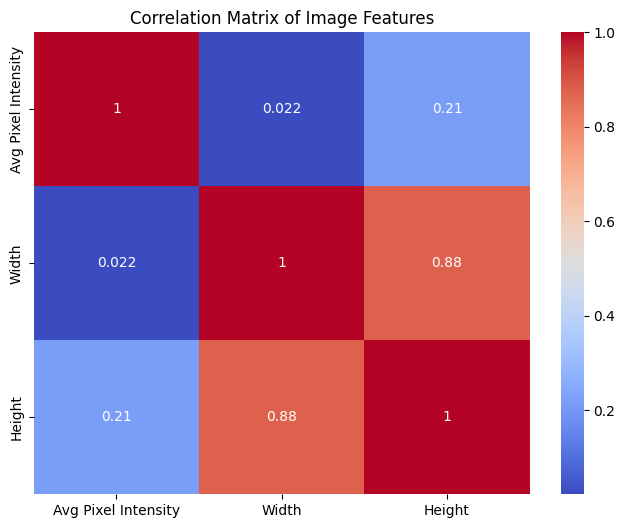 Correlation Matrix of Image Features
Avg Pixel Intensity
1
0.022
0.21
Width
0.022
1
0.88
Height
0.21
0.88
1
Avg Pixel Intensity
Width
Height
1.0
0.8
0.6
0.4
0.2